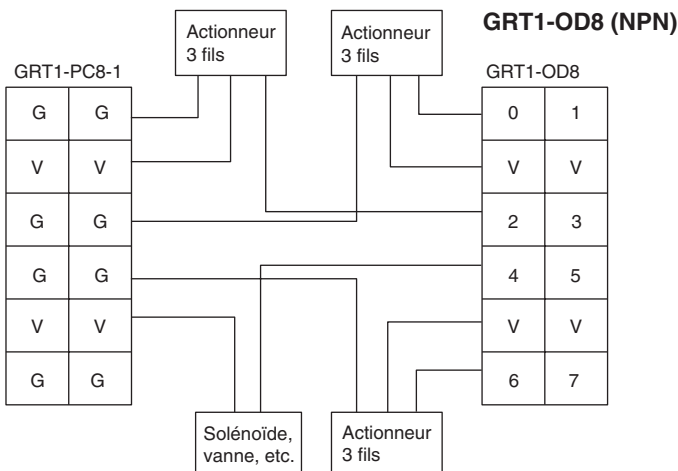 GRT1-OD8 (NPN)
Actionneur
3 fils
Actionneur
3 fils
GRT1-PC8-1
GRT1-OD8
G G
0 1
V V
V V
G G
2 3
G G
4 5
V V
V V
G G
6 7
Solénoïde,
vanne, etc.
Actionneur
3 fils